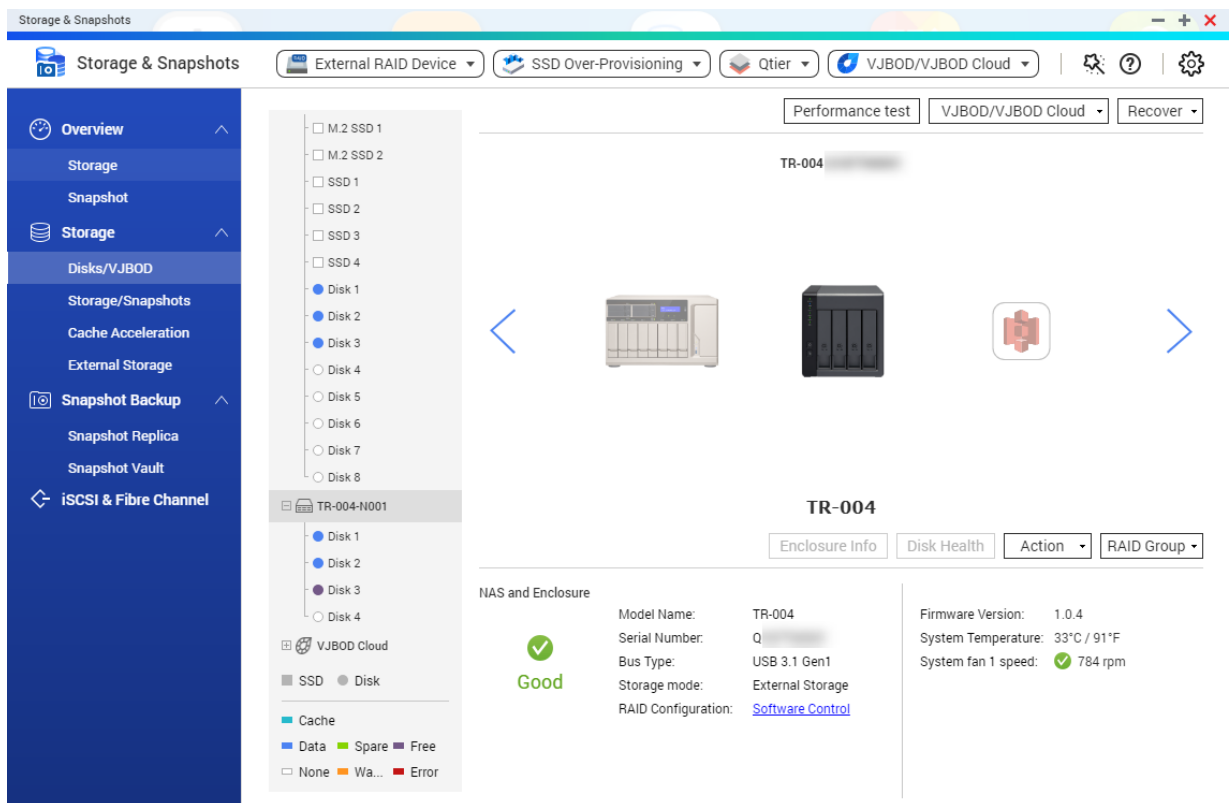 Storage & Snapshots
Storage & Snapshots
External RAID Device
SSD Over-Provisioning
Qtier
VJBOD/VJBOD Cloud
Overview
Storage
Snapshot
Storage
Disks/VJBOD
Storage/Snapshots
Cache Acceleration
External Storage
Snapshot Backup
Snapshot Replica
Snapshot Vault
iSCSI & Fibre Channel
M.2 SSD 1
M.2 SSD 2
SSD 1
SSD 2
SSD 3
SSD 4
Disk 1
Disk 2
Disk 3
Disk 4
Disk 5
Disk 6
Disk 7
Disk 8
TR-004-N001
Disk 1
Disk 2
Disk 3
Disk 4
VJBOD Cloud
SSD Disk
Cache
Data Spare Free
None Wa... Error
Performance test VJBOD/VJBOD Cloud Recover
TR-004
TR-004
Enclosure Info Disk Health Action RAID Group
NAS and Enclosure
Good
Model Name: TR-004
Serial Number: Q
Bus Type: USB 3.1 Gen1
Storage mode: External Storage
RAID Configuration: Software Control
Firmware Version: 1.0.4
System Temperature: 33°C / 91°F
System fan 1 speed: 784 rpm